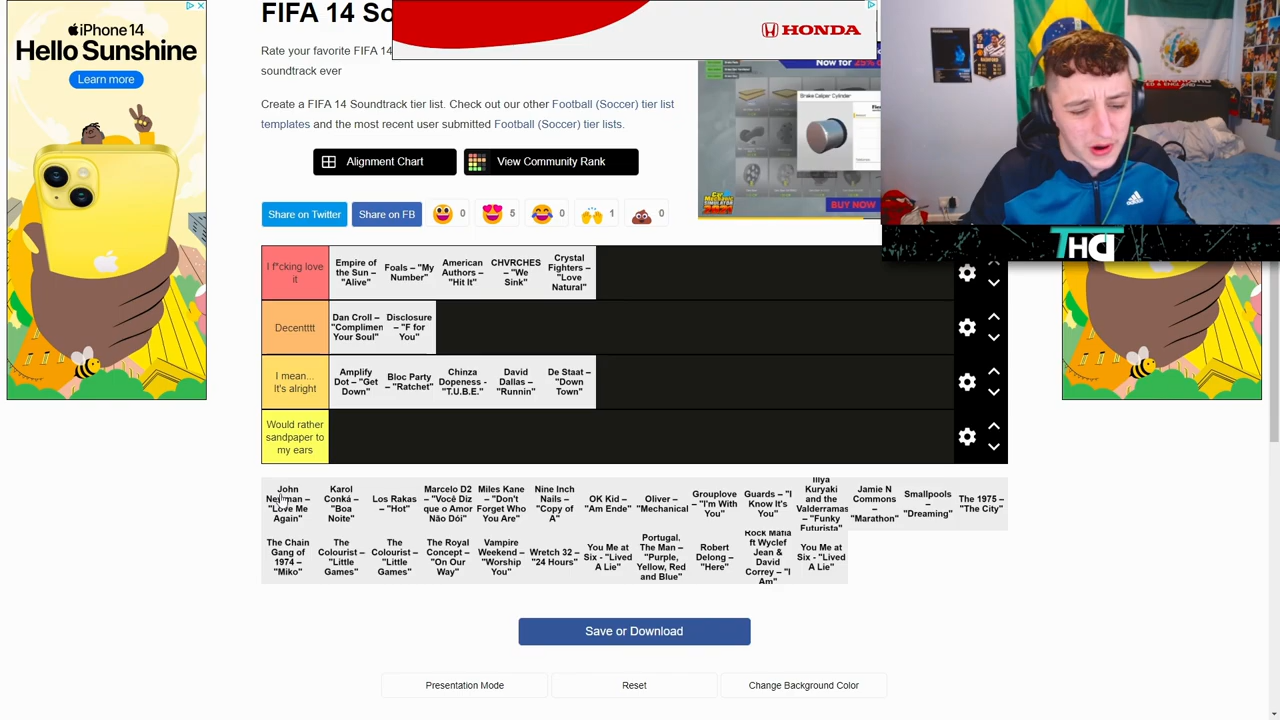 iPhone 14
Hello Sunshine
Learn more
FIFA 14 So
HONDA
Rate your favorite FIFA 14
soundtrack ever
Create a FIFA 14 Soundtrack tier list. Check out our other Football (Soccer) tier list
templates and the most recent user submitted Football (Soccer) tier lists.
Alignment Chart
View Community Rank
Now for 25%
Brake Caliper Cylinder
BUY NOW
Share on Twitter
Share on FB
0
5
0
1
0
THD
I f*cking love
it
Empire of
the Sun –
"Alive"
Foals – "My
Number"
American
Authors –
"Hit It"
CHVRCHES
– "We
Sink"
Crystal
Fighters –
"Love
Natural"
Decentttt
Dan Croll –
"Complimen
Your Soul"
Disclosure
– "F for
You"
I mean...
It's alright
Amplify
Dot – "Get
Down"
Bloc Party
– "Ratchet"
Chinza
Dopeness -
"T.U.B.E."
David
Dallas –
"Runnin"
De Staat –
"Down
Town"
Would rather
sandpaper to
my ears
John
Newman –
"Love Me
Again"
Karol
Conká –
"Boa
Noite"
Los Rakas
– "Hot"
Marcelo D2
– "Você Diz
que o Amor
Não Dói"
Miles Kane
– "Don't
Forget Who
You Are"
Nine Inch
Nails –
"Copy of
A"
OK Kid –
"Am Ende"
Oliver –
"Mechanical
Grouplove
– "I'm With
You"
Guards – "I
Know It's
You"
Illya
Kuryaki
and the
Valderramas
– "Funky
Futurista"
Jamie N
Commons
–
"Marathon"
Smallpools
–
"Dreaming"
The 1975 –
"The City"
The Chain
Gang of
1974 –
"Miko"
The
Colourist –
"Little
Games"
The
Colourist –
"Little
Games"
The Royal
Concept –
"On Our
Way"
Vampire
Weekend –
"Worship
You"
Wretch 32 –
"24 Hours"
You Me at
Six - "Lived
A Lie"
Portugal.
The Man –
"Purple,
Yellow, Red
and Blue"
Robert
Delong –
"Here"
Rock Mafia
ft Wyclef
Jean &
David
Correy – "I
Am"
You Me at
Six - "Lived
A Lie"
Save or Download
Presentation Mode
Reset
Change Background Color